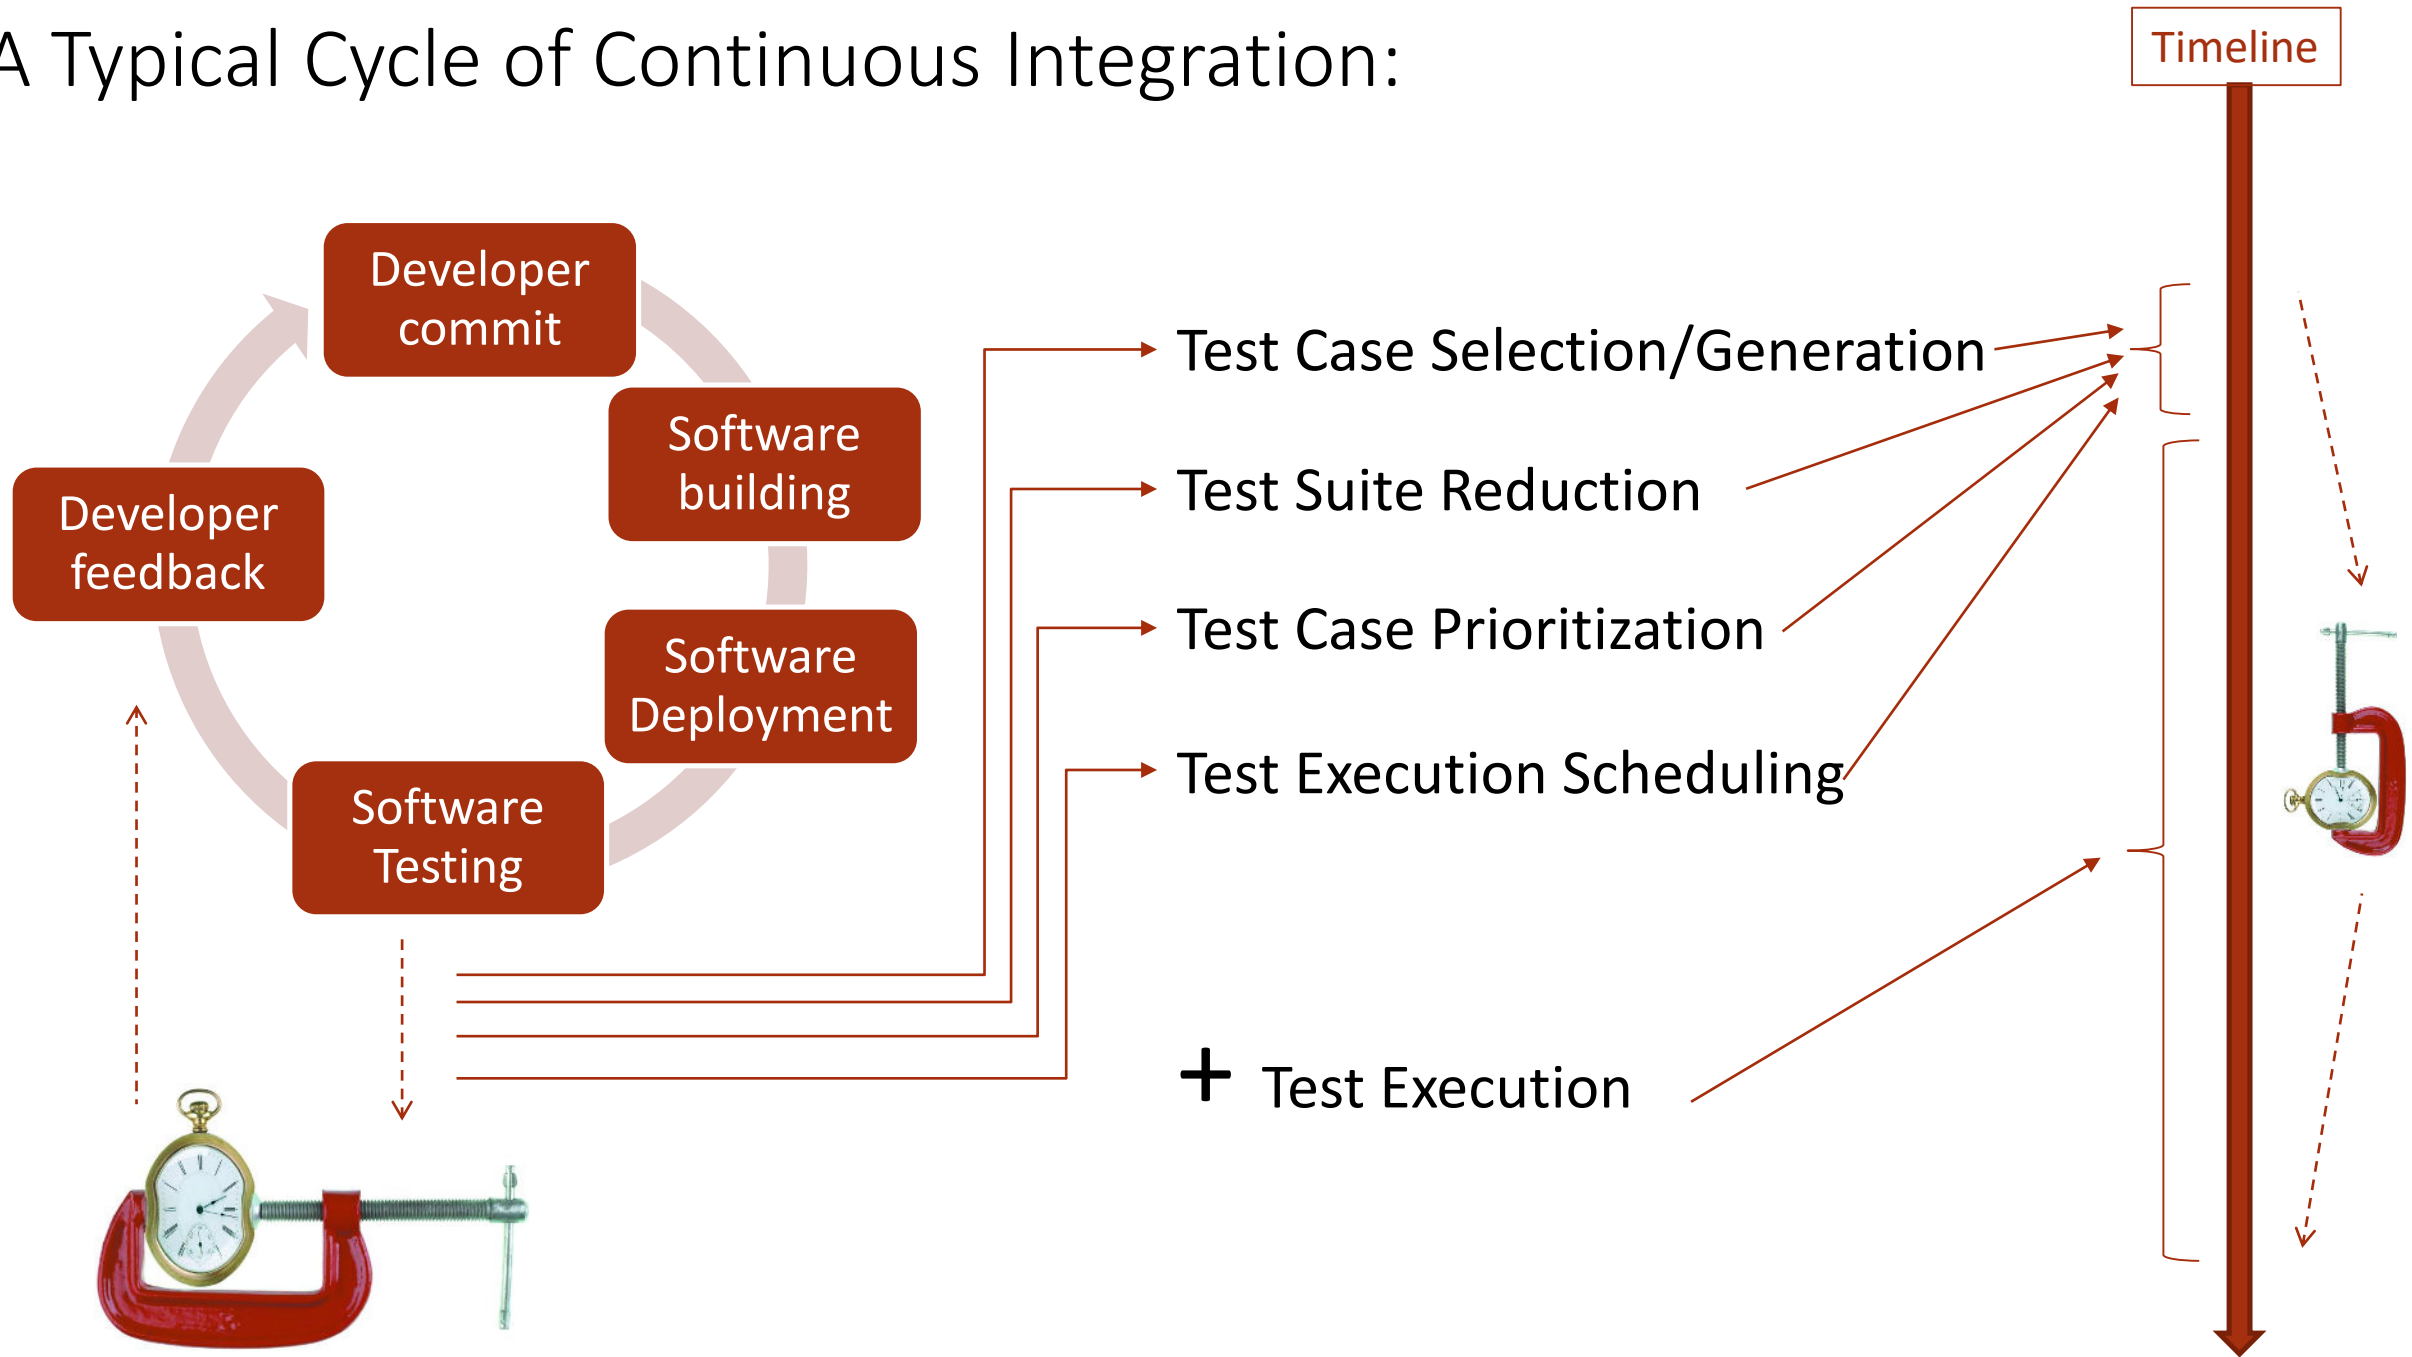 A Typical Cycle of Continuous Integration:
Timeline
Developer
commit
Software
building
Software
Deployment
Software
Testing
Developer
feedback
Test Case Selection/Generation
Test Suite Reduction
Test Case Prioritization
Test Execution Scheduling
+ Test Execution